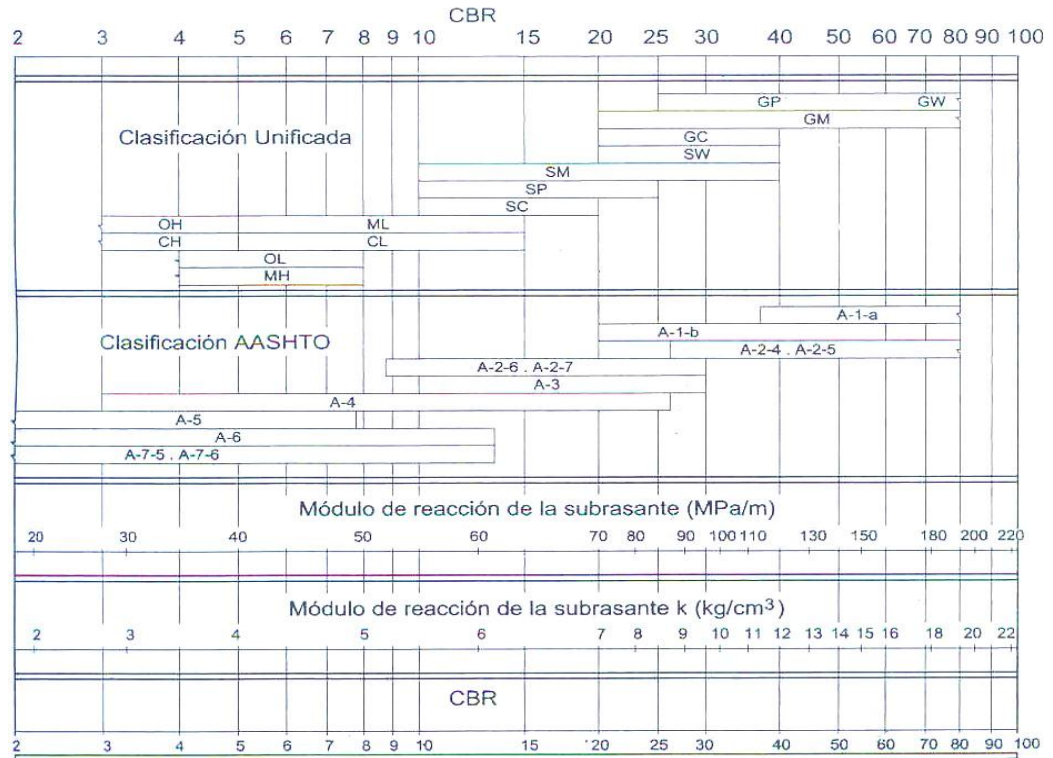 CBR
2 3 4 5 6 7 8 9 10 15 20 25 30 40 50 60 70 80 90 100
GP GW
GM
Clasificación Unificada
GC
SW
SM
SP
SC
OH ML
CH CL
OL
MH
A-1-a
A-1-b
Clasificación AASHTO
A-2-4 . A-2-5
A-2-6 . A-2-7
A-3
A-4
A-5
A-6
A-7-5 . A-7-6
Módulo de reacción de la subrasante (MPa/m)
20 30 40 50 60 70 80 90 100 110 130 150 180 200 220
Módulo de reacción de la subrasante k (kg/cm³)
2 3 4 5 6 7 8 9 10 11 12 13 14 15 16 18 20 22
CBR
2 3 4 5 6 7 8 9 10 15 20 25 30 40 50 60 70 80 90 100